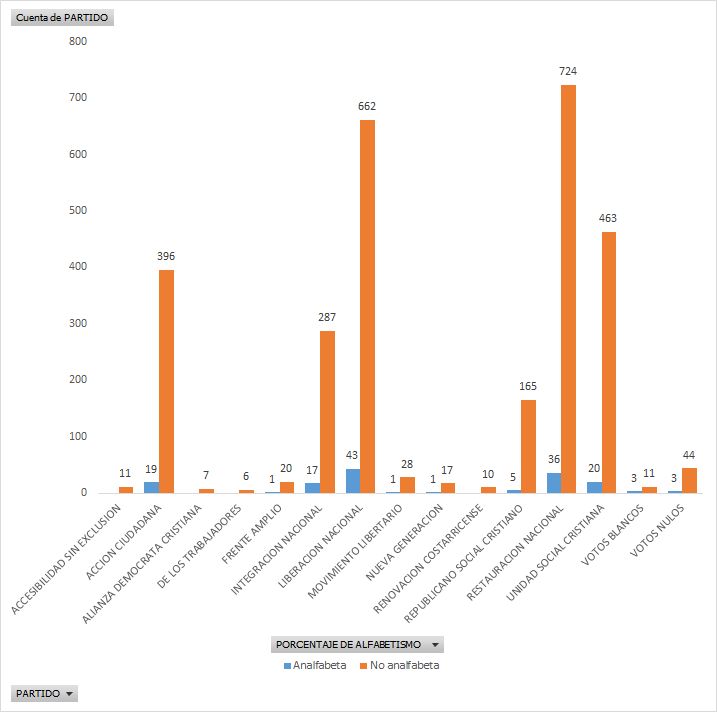 Cuenta de PARTIDO
800
700
600
500
400
300
200
100
0
11
19
396
7
6
1
20
17
287
43
662
1
28
1
17
10
5
165
36
724
20
463
3
11
3
44
ACCESIBILIDAD SIN EXCLUSION
ACCION CIUDADANA
ALIANZA DEMOCRATA CRISTIANA
DE LOS TRABAJADORES
FRENTE AMPLIO
INTEGRACION NACIONAL
LIBERACION NACIONAL
MOVIMIENTO LIBERTARIO
NUEVA GENERACION
RENOVACION COSTARRICENSE
REPUBLICANO SOCIAL CRISTIANO
RESTAURACION NACIONAL
UNIDAD SOCIAL CRISTIANA
VOTOS BLANCOS
VOTOS NULOS
PORCENTAJE DE ALFABETISMO
Analfabeta No analfabeta
PARTIDO